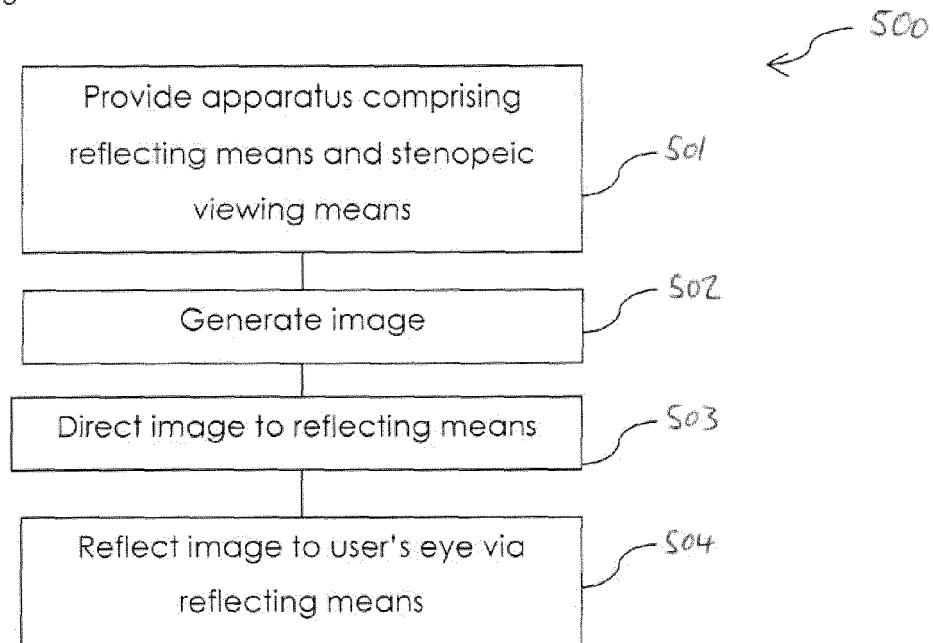 500
Provide apparatus comprising
reflecting means and stenopeic
viewing means
501
Generate image
502
Direct image to reflecting means
503
Reflect image to user's eye via
reflecting means
504